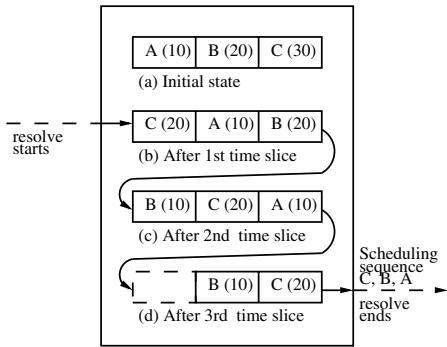 A (10) B (20) C (30)
(a) Initial state
resolve
starts
C (20) A (10) B (20)
(b) After 1st time slice
B (10) C (20) A (10)
(c) After 2nd time slice
Scheduling
sequence
C, B, A
B (10) C (20)
resolve
ends
(d) After 3rd time slice